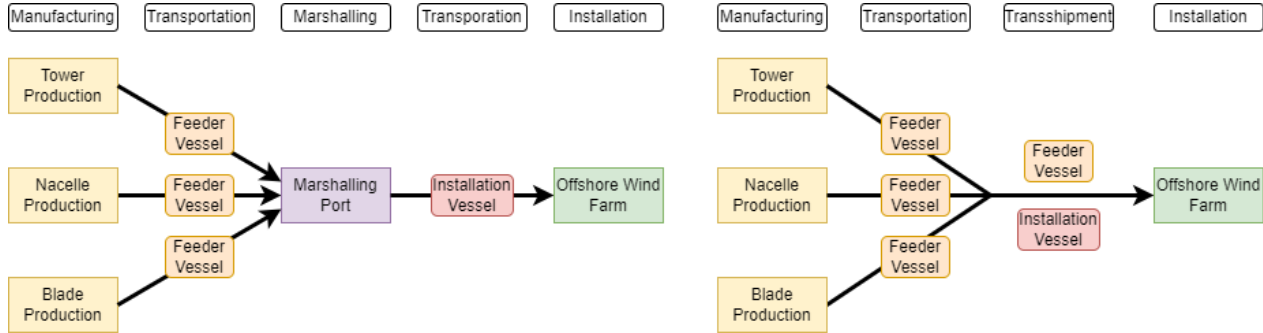 Manufacturing
Transportation
Marshalling
Transporation
Installation
Tower
Production
Feeder
Vessel
Nacelle
Production
Feeder
Vessel
Marshalling
Port
Installation
Vessel
Offshore Wind
Farm
Feeder
Vessel
Blade
Production
Manufacturing
Transportation
Transshipment
Installation
Tower
Production
Feeder
Vessel
Feeder
Vessel
Nacelle
Production
Feeder
Vessel
Offshore Wind
Farm
Installation
Vessel
Feeder
Vessel
Blade
Production